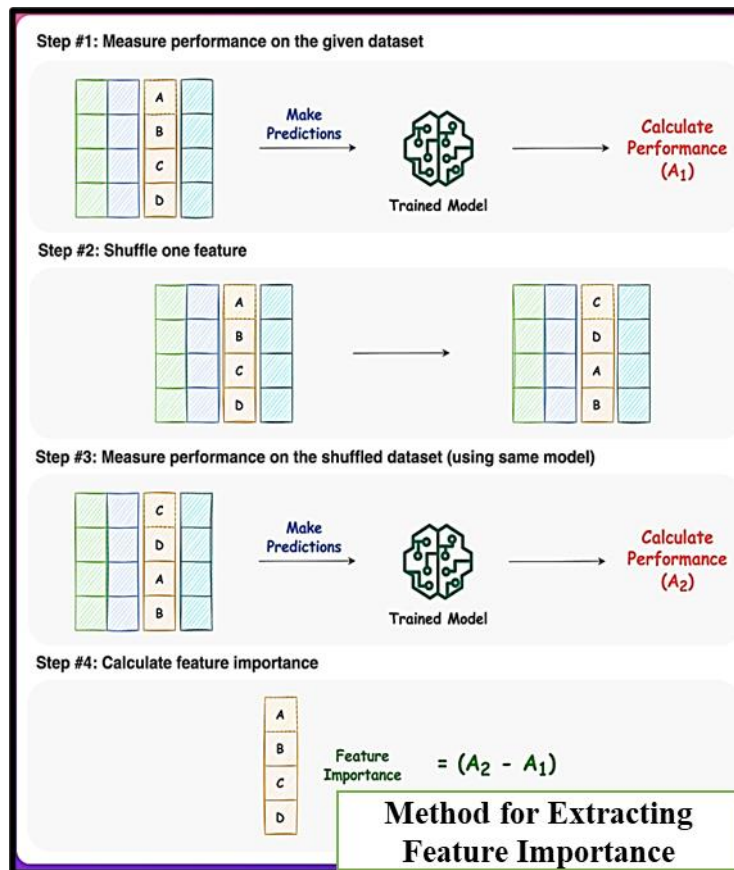 Step #1: Measure performance on the given dataset
A
B
C
D
Make
Predictions
Trained Model
Calculate
Performance
(A₁)
Step #2: Shuffle one feature
A
B
C
D
C
D
A
B
Step #3: Measure performance on the shuffled dataset (using same model)
C
D
A
B
Make
Predictions
Trained Model
Calculate
Performance
(A₂)
Step #4: Calculate feature importance
A
B
C
D
Feature
Importance
= (A₂ - A₁)
Method for Extracting
Feature Importance